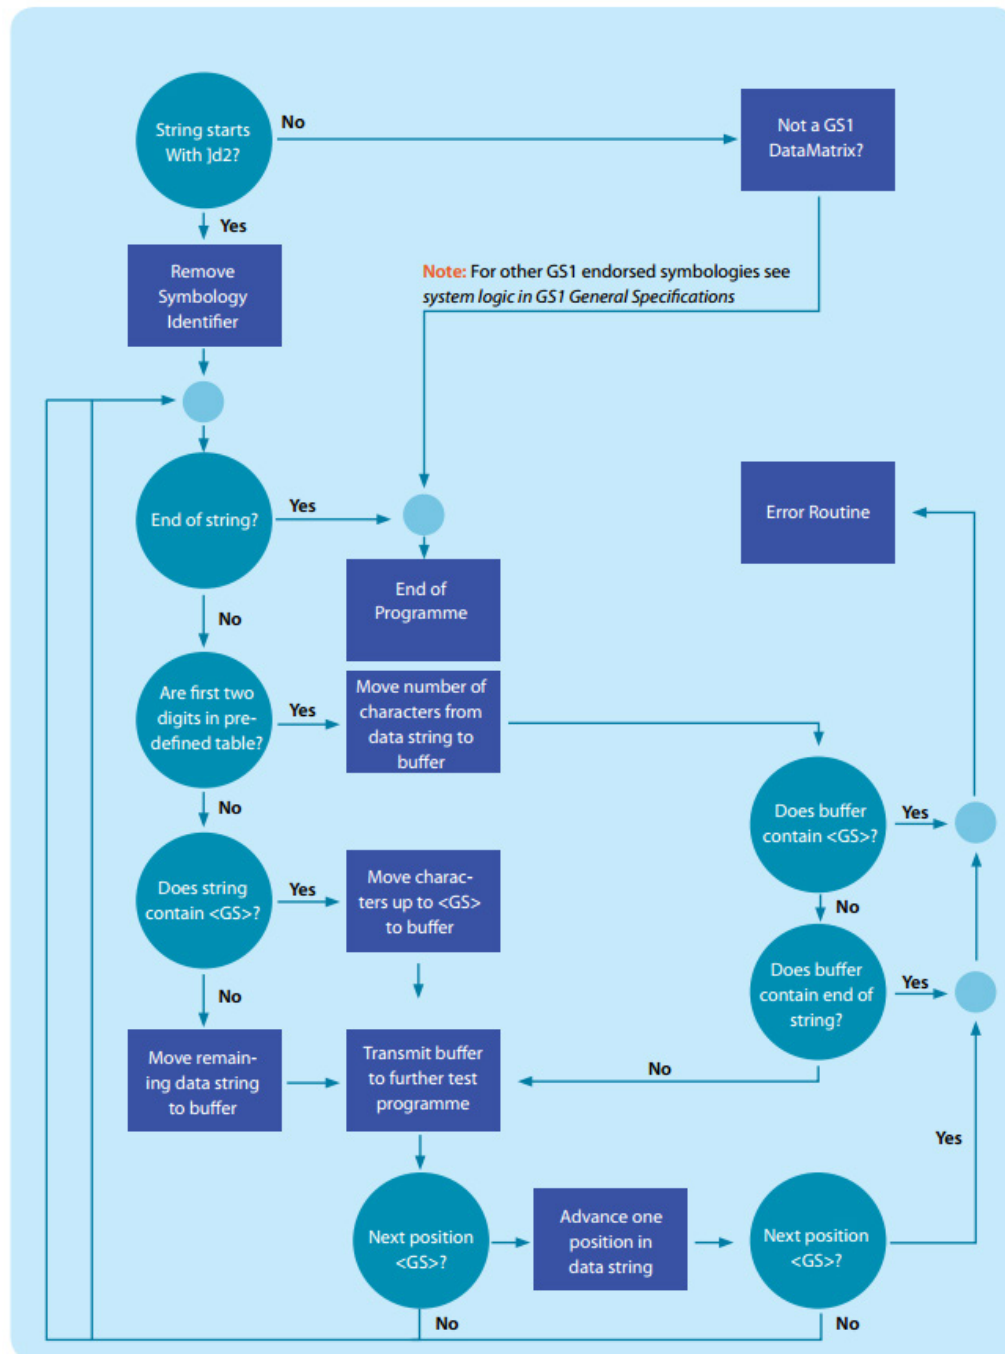 String starts
With ]d2?
No
Not a GS1
DataMatrix?
Yes
Remove
Symbology
Identifier
Note: For other GS1 endorsed symbologies see
system logic in GS1 General Specifications
End of string?
Yes
Error Routine
End of
Programme
No
Are first two
digits in pre-
defined table?
Yes
Move number of
characters from
data string to
buffer
No
Does buffer
contain <GS>?
Yes
Does string
contain <GS>?
Yes
Move charac-
ters up to <GS>
to buffer
No
Does buffer
contain end of
string?
Yes
No
Move remain-
ing data string
to buffer
Transmit buffer
to further test
programme
No
Yes
Next position
<GS>?
Advance one
position in
data string
Next position
<GS>?
No
No